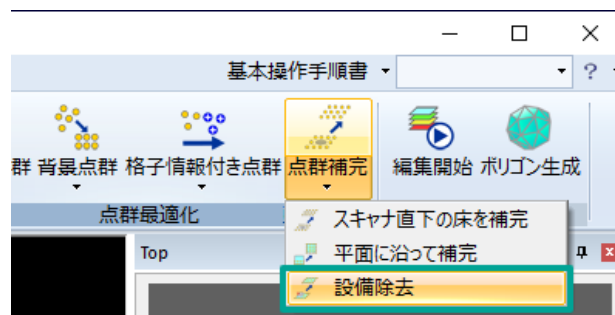 基本操作手順書
?
群 背景点群 格子情報付き点群 点群補完 編集開始 ポリゴン生成
点群最適化
スキャナ直下の床を補完
Top
平面に沿って補完
設備除去